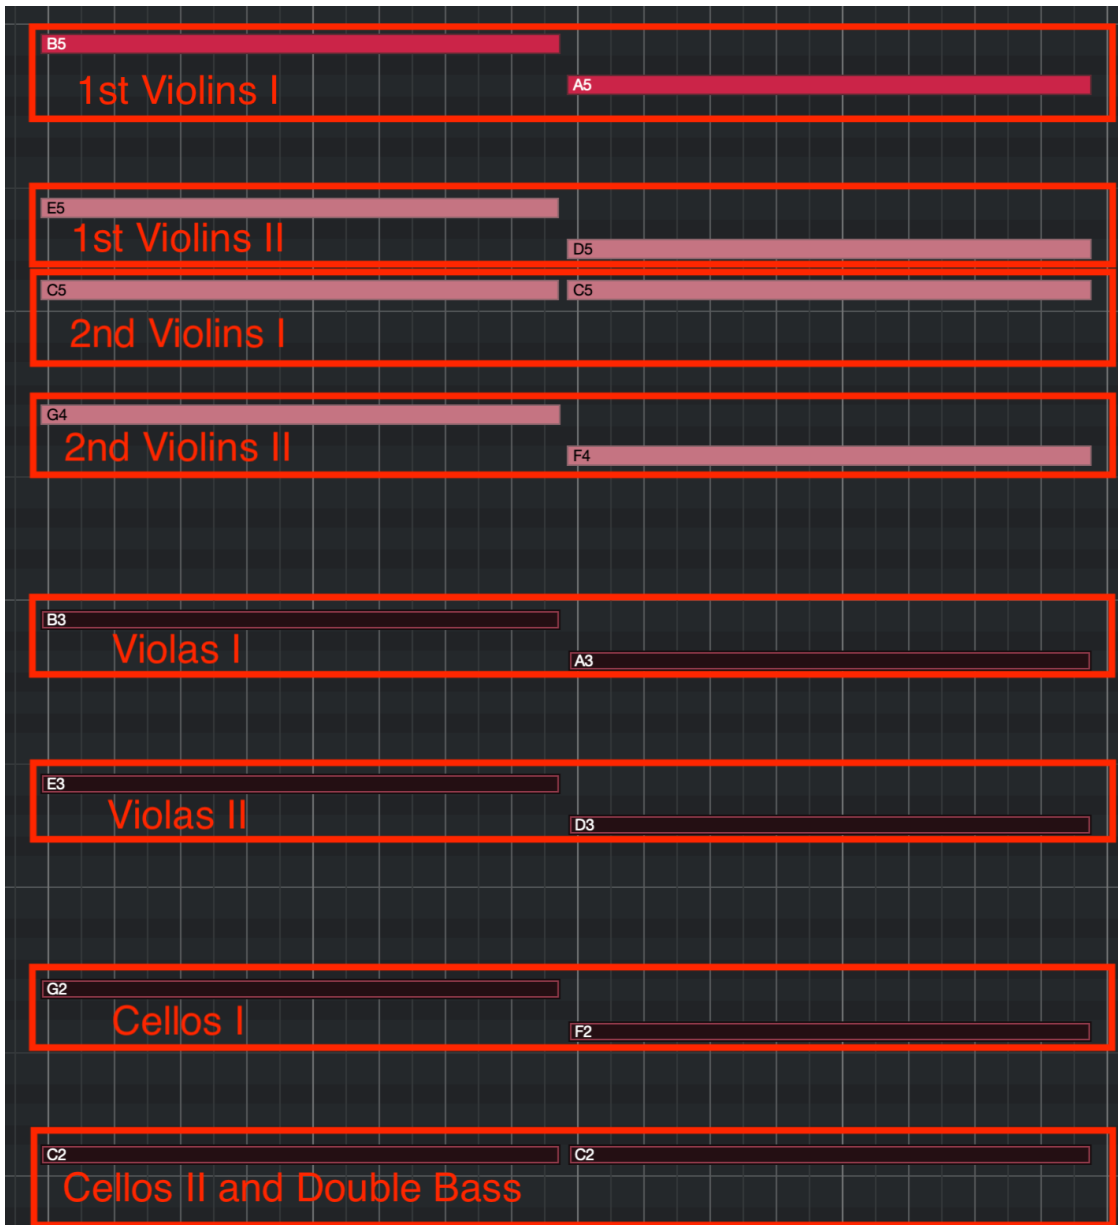 B5
1st Violins I
A5
E5
1st Violins II
D5
C5
C5
2nd Violins I
G4
2nd Violins II
F4
B3
Violas I
A3
E3
Violas II
D3
G2
Cellos I
F2
C2
C2
Cellos II and Double Bass